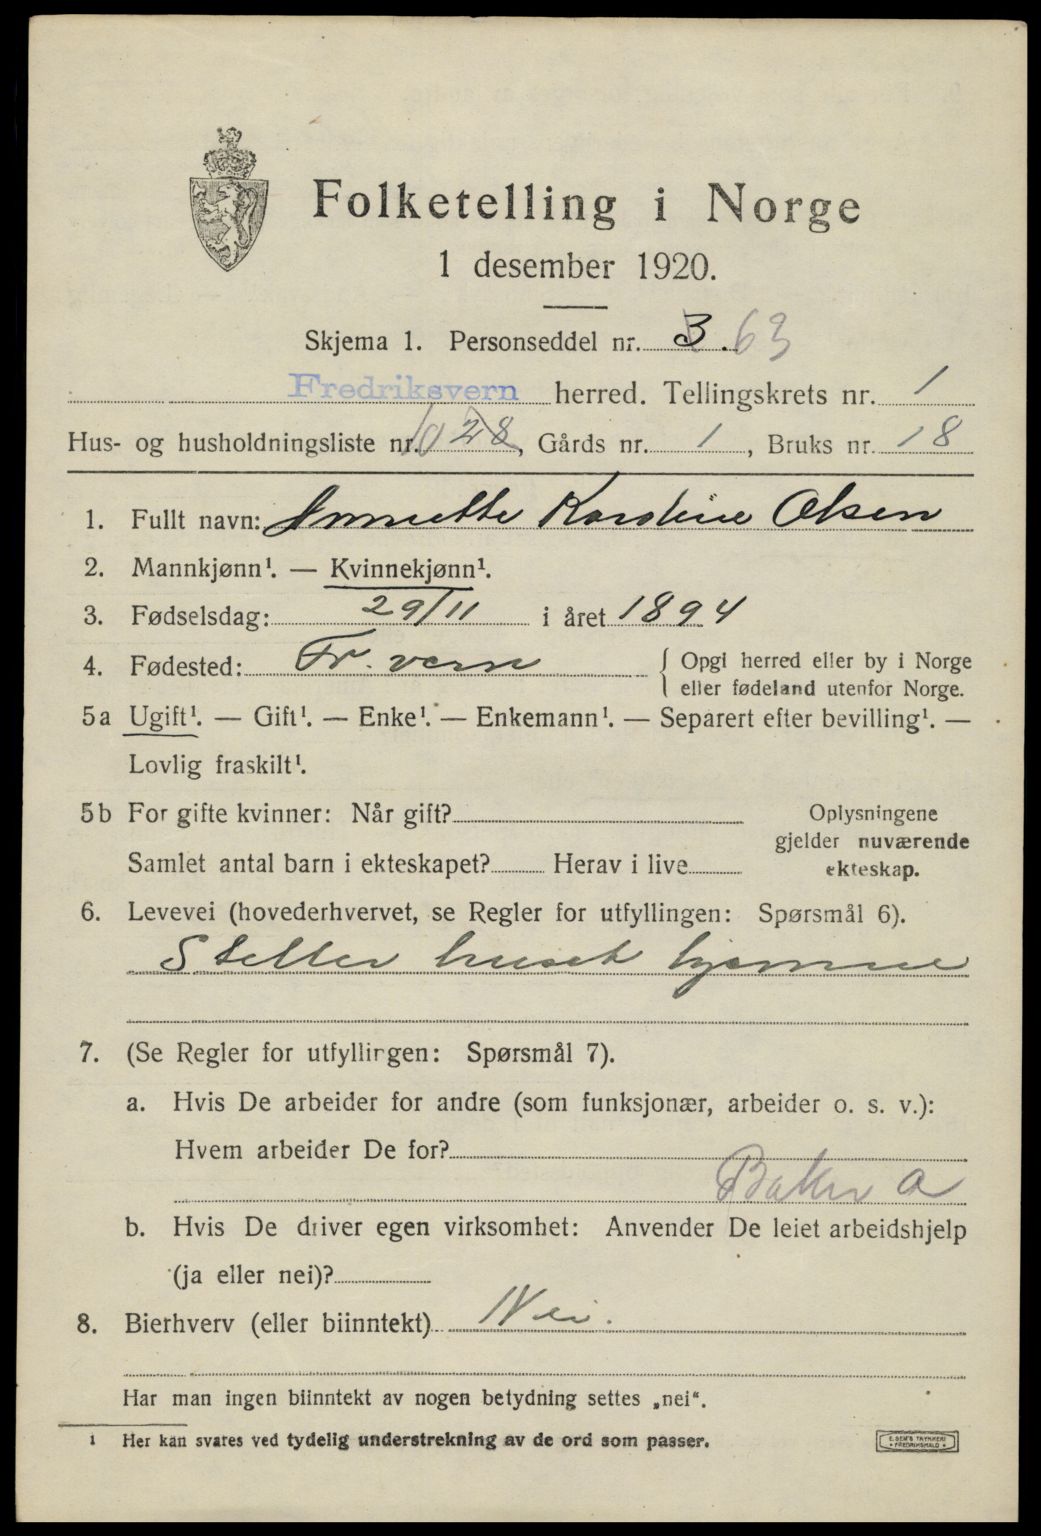 Folketelling i Norge
1 desember 1920.
Skjema 1. Personseddel nr. 3. 63
Fredriksvern herred. Tellingskrets nr. 1
Hus- og husholdningsliste nr. 28, Gårds nr. 1, Bruks nr. 18
1. Fullt navn: Annette Karoline Olsen
2. Mannkjønn¹. — Kvinnekjønn¹.
3. Fødselsdag: 29/11 i året 1894
4. Fødested: Fr. vern { Opgi herred eller by i Norge
eller fødeland utenfor Norge.
5a Ugift¹. — Gift¹. — Enke¹. — Enkemann¹. — Separert efter bevilling¹. —
Lovlig fraskilt¹.
5b For gifte kvinner: Når gift?
Samlet antal barn i ekteskapet? Herav i live
Oplysningene
gjelder nuværende
ekteskap.
6. Levevei (hovederhvervet, se Regler for utfyllingen: Spørsmål 6).
Steller huset hjemme
7. (Se Regler for utfyllingen: Spørsmål 7).
a. Hvis De arbeider for andre (som funksjonær, arbeider o. s. v.):
Hvem arbeider De for?
Baker a
b. Hvis De driver egen virksomhet: Anvender De leiet arbeidshjelp
(ja eller nei)?
8. Bierhverv (eller biinntekt) Nei.
Har man ingen biinntekt av nogen betydning settes „nei“.
¹ Her kan svares ved tydelig understrekning av de ord som passer.
E. SEM'S TRYKKERI
FREDRIKSHALD